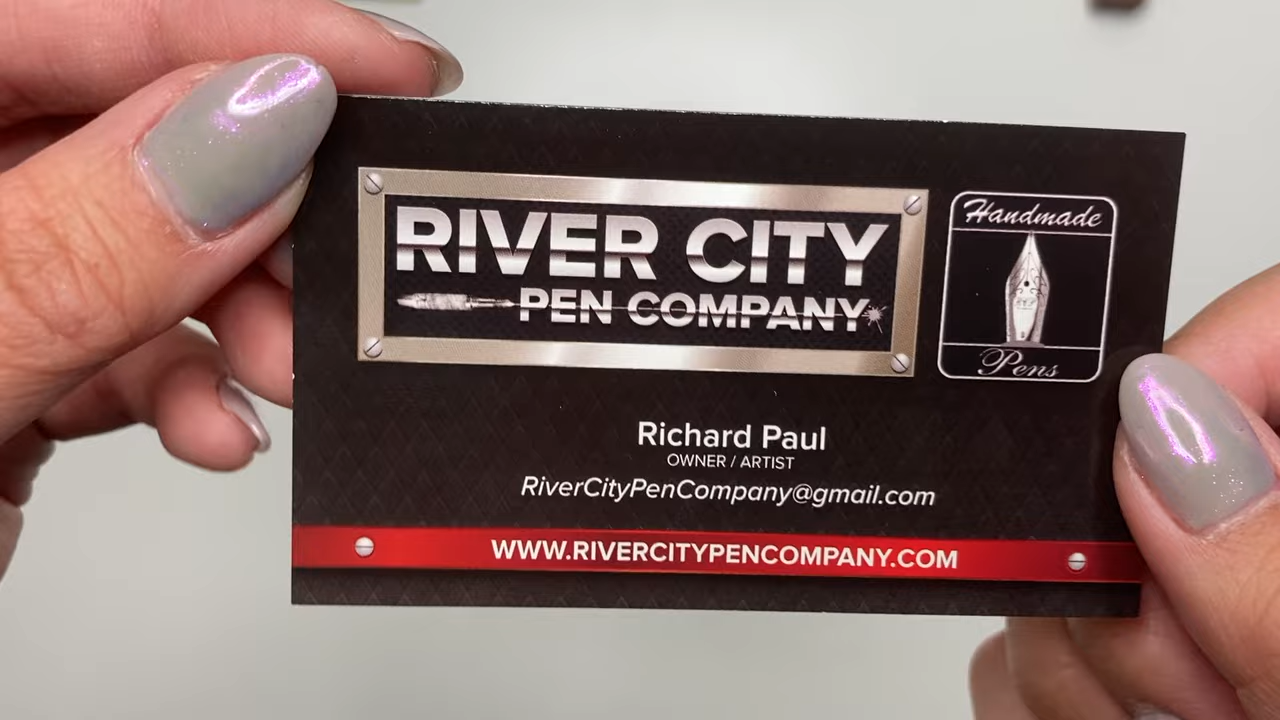 RIVER CITY
PEN COMPANY
Handmade
Pens
Richard Paul
OWNER / ARTIST
RiverCityPenCompany@gmail.com
WWW.RIVERCITYPENCOMPANY.COM